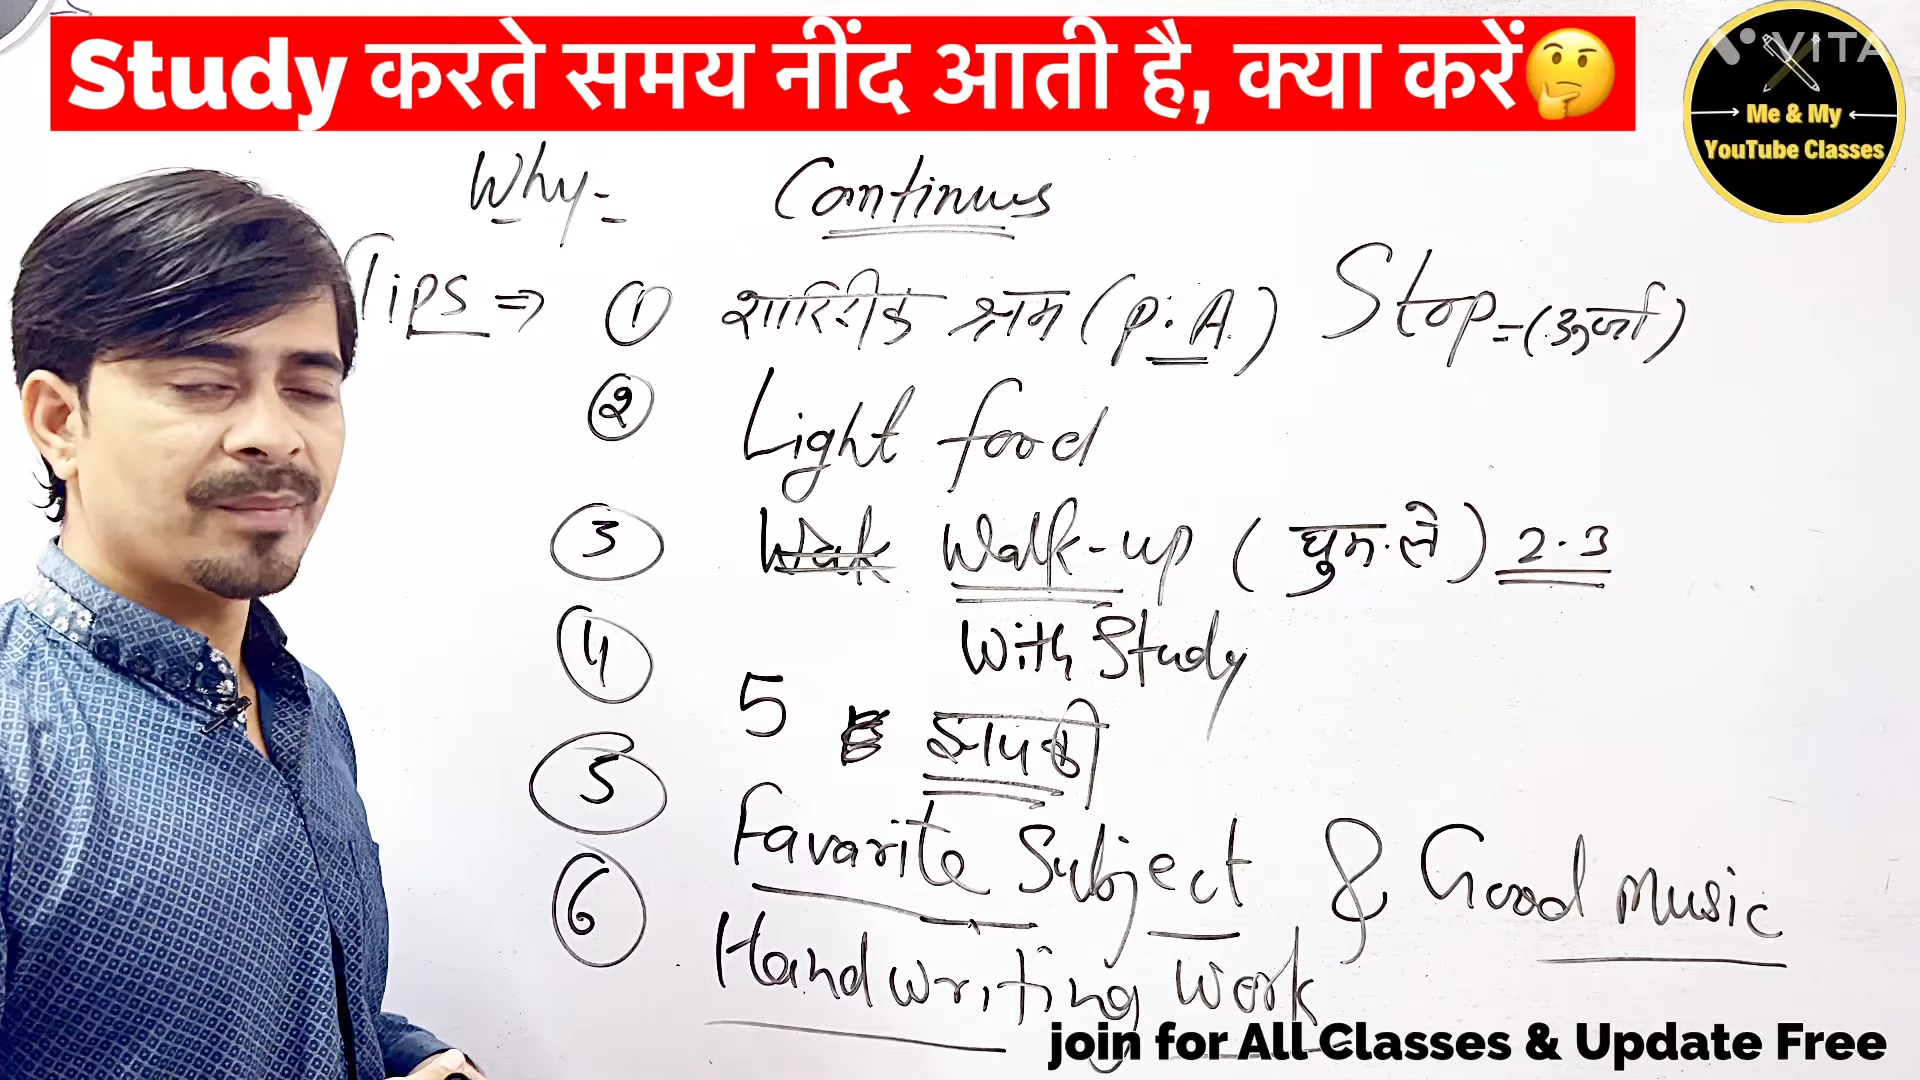 Study करते समय नींद आती है, क्या करें🤔
VITA
Me & My
YouTube Classes
Why =
Continus
Tips ⇒ ① शारिरीक श्रम (P.A.) Stop = (ऊर्जा)
② Light food
③ Walk-up (घुम.ले) 2.3
④ With Study
5 झपकी
⑤ Favarite Subject & Good Music
⑥ Handwriting Work
join for All Classes & Update Free